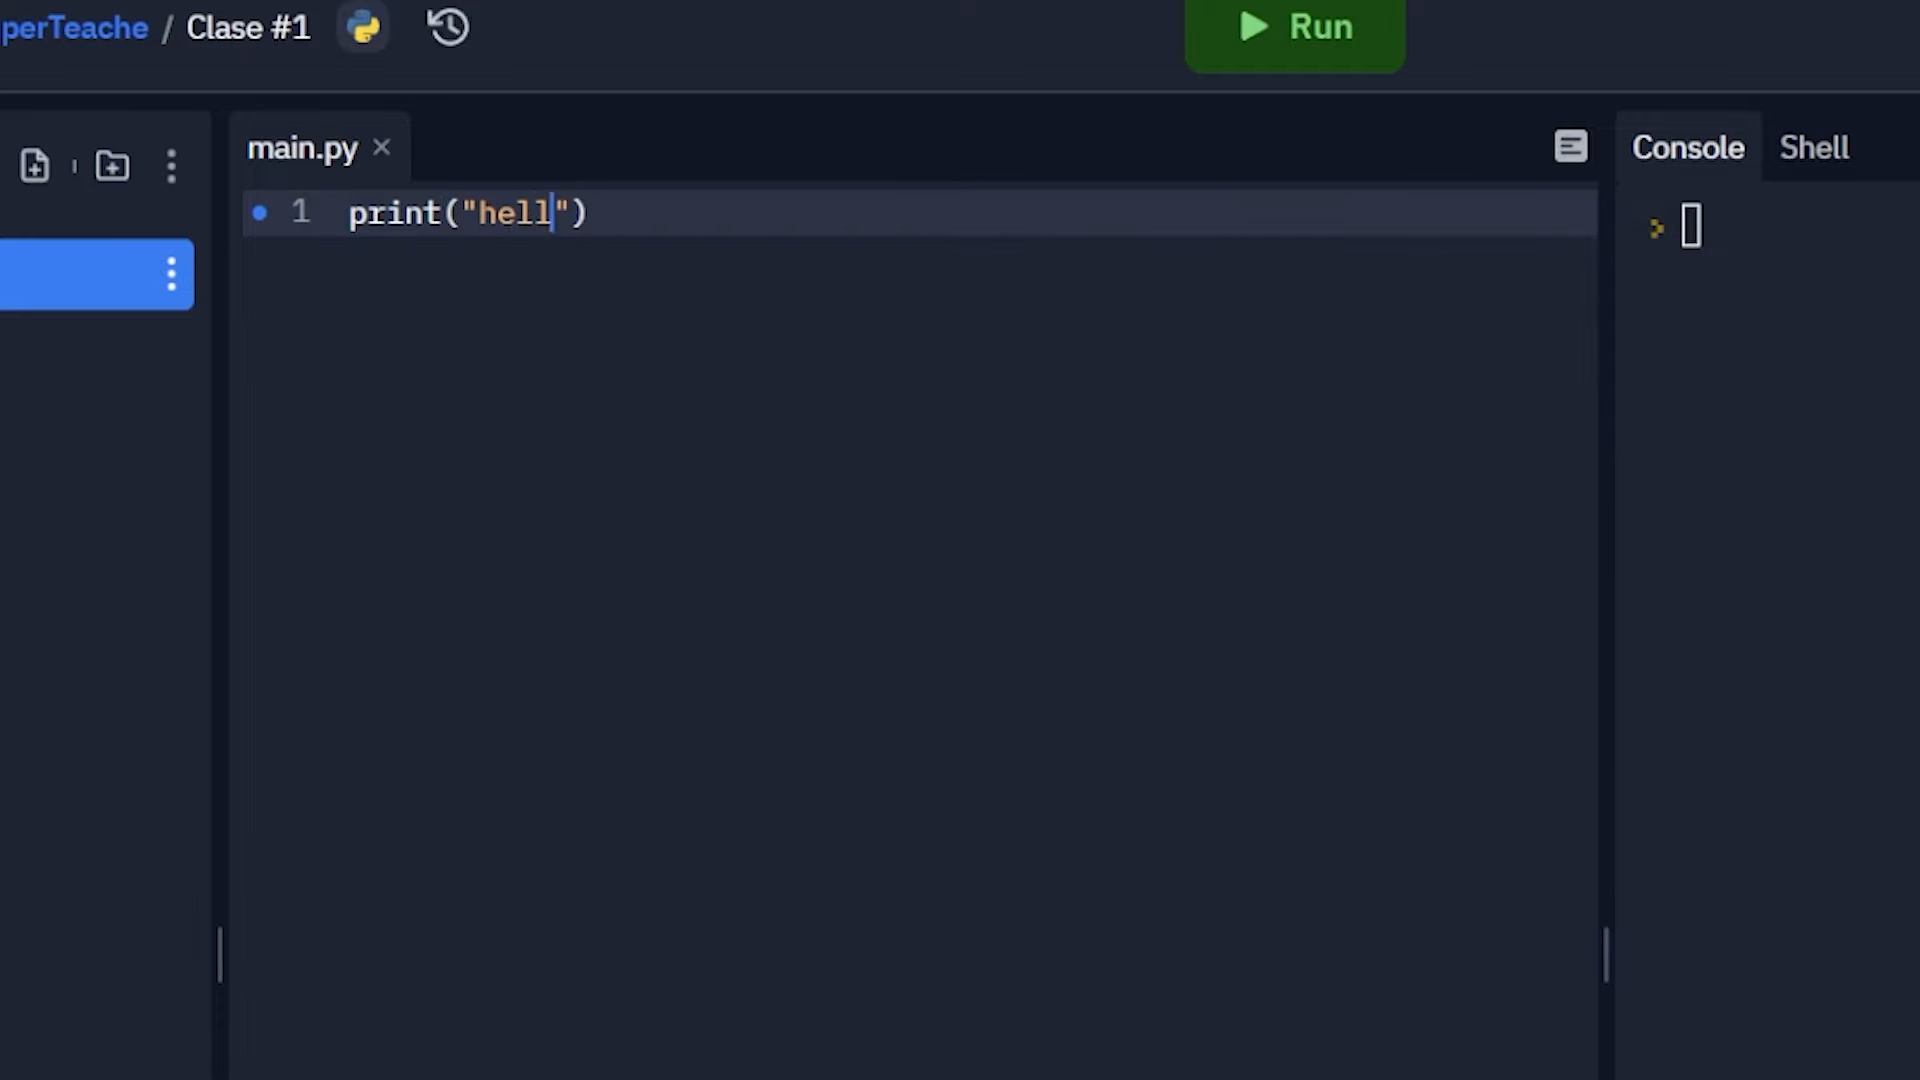 perTeache / Clase #1
Run
main.py
Console
Shell
1 print("hell")